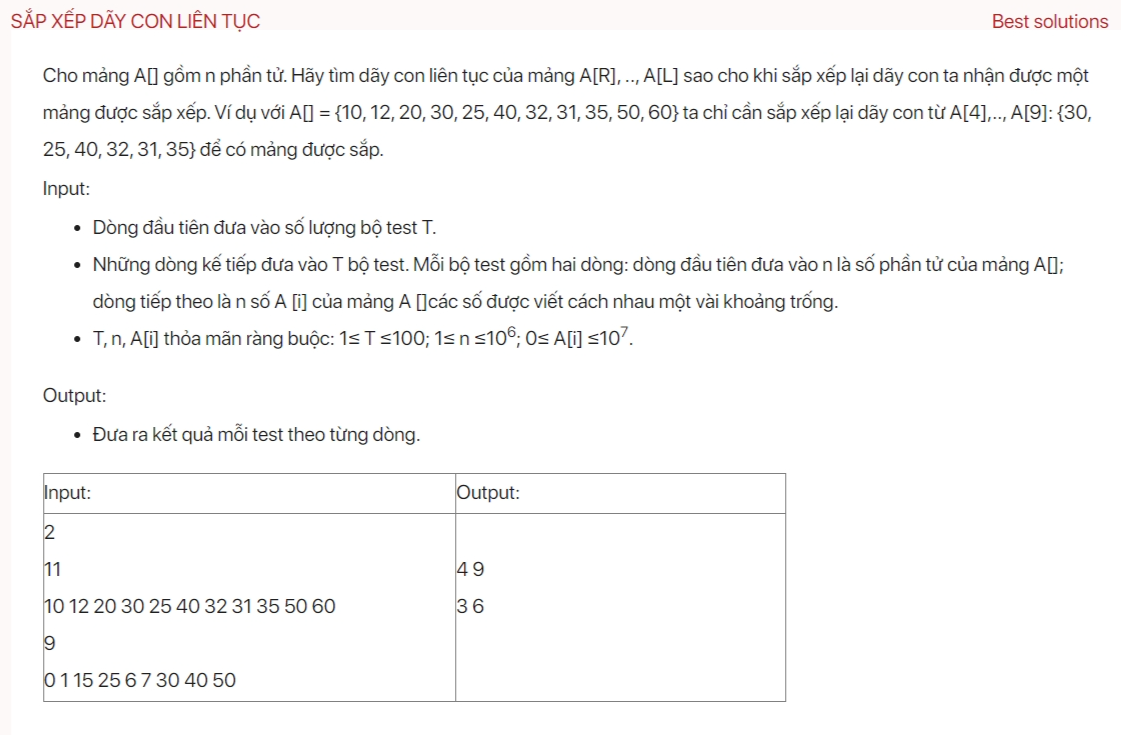 SẮP XẾP DÃY CON LIÊN TỤC
Best solutions
Cho mảng A[] gồm n phần tử. Hãy tìm dãy con liên tục của mảng A[R], .., A[L] sao cho khi sắp xếp lại dãy con ta nhận được một
mảng được sắp xếp. Ví dụ với A[] = {10, 12, 20, 30, 25, 40, 32, 31, 35, 50, 60} ta chỉ cần sắp xếp lại dãy con từ A[4],.., A[9]: {30,
25, 40, 32, 31, 35} để có mảng được sắp.
Input:
• Dòng đầu tiên đưa vào số lượng bộ test T.
• Những dòng kế tiếp đưa vào T bộ test. Mỗi bộ test gồm hai dòng: dòng đầu tiên đưa vào n là số phần tử của mảng A[];
dòng tiếp theo là n số A [i] của mảng A []các số được viết cách nhau một vài khoảng trống.
• T, n, A[i] thỏa mãn ràng buộc: 1≤ T ≤100; 1≤ n ≤10⁶; 0≤ A[i] ≤10⁷.
Output:
• Đưa ra kết quả mỗi test theo từng dòng.
Input:
2
11
10 12 20 30 25 40 32 31 35 50 60
9
0 1 15 25 6 7 30 40 50
Output:
4 9
3 6